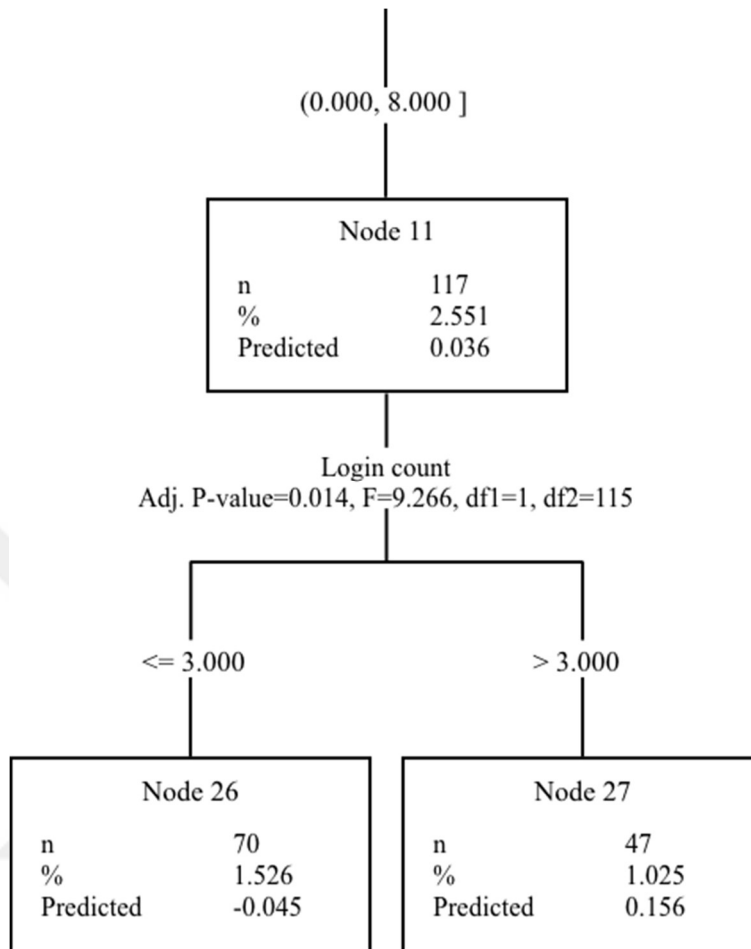 (0.000, 8.000 ]
Node 11
n 117
% 2.551
Predicted 0.036
Login count
Adj. P-value=0.014, F=9.266, df1=1, df2=115
<= 3.000
> 3.000
Node 26
n 70
% 1.526
Predicted -0.045
Node 27
n 47
% 1.025
Predicted 0.156